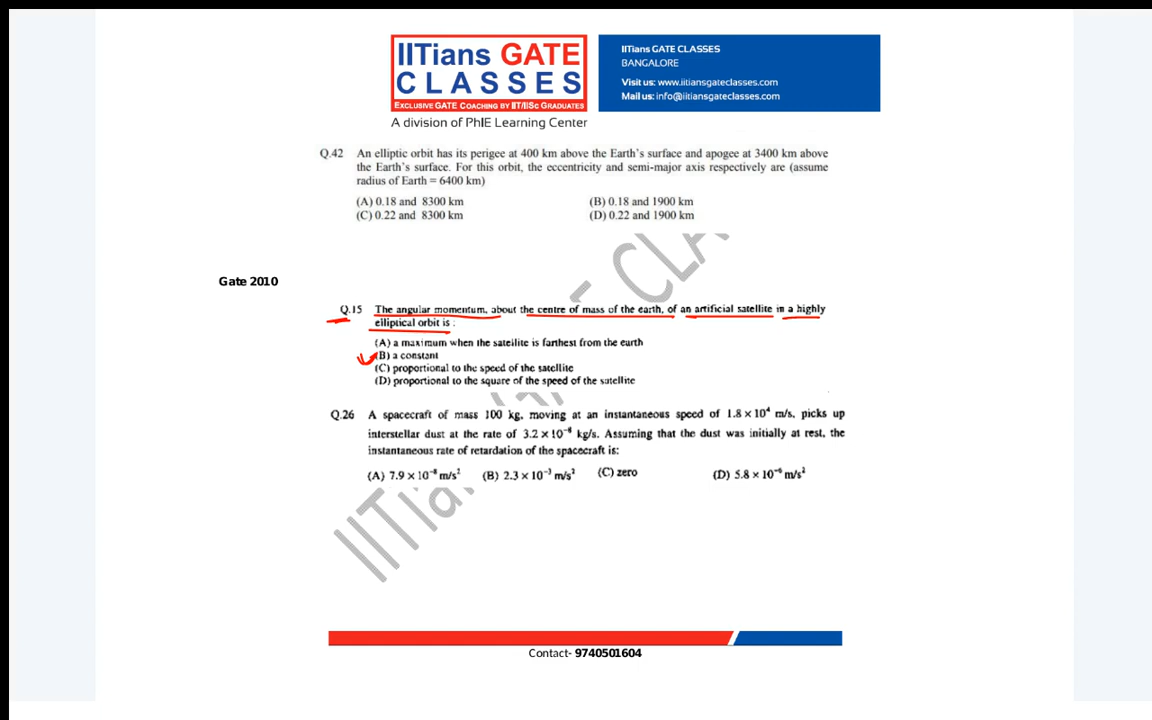 IITians GATE
CLASSES
EXCLUSIVE GATE COACHING BY IIT/IISc GRADUATES
A division of PhIE Learning Center
IITians GATE CLASSES
BANGALORE
Visit us: www.iitiansgateclasses.com
Mail us: info@iitiansgateclasses.com
Q.42 An elliptic orbit has its perigee at 400 km above the Earth's surface and apogee at 3400 km above
the Earth's surface. For this orbit, the eccentricity and semi-major axis respectively are (assume
radius of Earth = 6400 km)
(A) 0.18 and 8300 km (B) 0.18 and 1900 km
(C) 0.22 and 8300 km (D) 0.22 and 1900 km
Gate 2010
Q.15 The angular momentum, about the centre of mass of the earth, of an artificial satellite in a highly
elliptical orbit is :
(A) a maximum when the satellite is farthest from the earth
(B) a constant
(C) proportional to the speed of the satellite
(D) proportional to the square of the speed of the satellite
Q.26 A spacecraft of mass 100 kg, moving at an instantaneous speed of 1.8 × 10⁴ m/s, picks up
interstellar dust at the rate of 3.2 × 10⁻⁸ kg/s. Assuming that the dust was initially at rest, the
instantaneous rate of retardation of the spacecraft is:
(A) 7.9 × 10⁻⁸ m/s² (B) 2.3 × 10⁻³ m/s² (C) zero (D) 5.8 × 10⁻⁶ m/s²
Contact- 9740501604